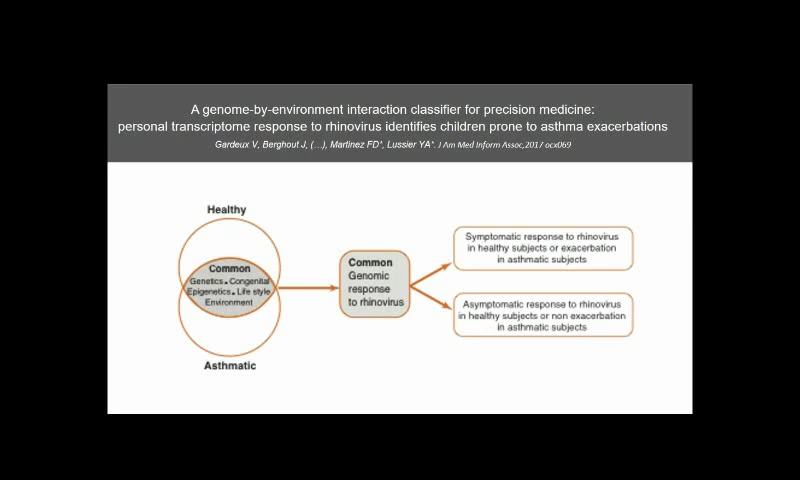 A genome-by-environment interaction classifier for precision medicine:
personal transcriptome response to rhinovirus identifies children prone to asthma exacerbations
Gardeux V, Berghout J, (…), Martinez FD*, Lussier YA*. J Am Med Inform Assoc,2017 ocx069
Healthy
Common
Genetics • Congenital
Epigenetics • Life style
Environment
Asthmatic
Common
Genomic
response
to rhinovirus
Symptomatic response to rhinovirus
in healthy subjects or exacerbation
in asthmatic subjects
Asymptomatic response to rhinovirus
in healthy subjects or non exacerbation
in asthmatic subjects